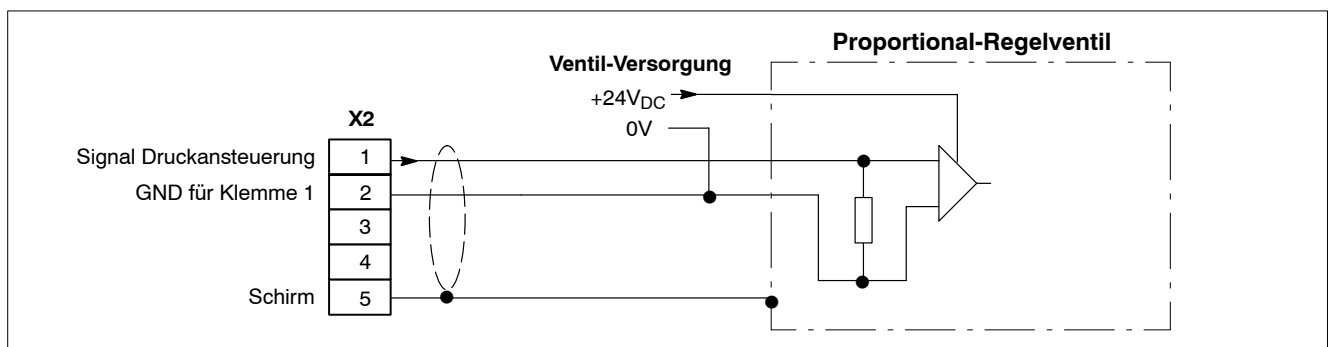 Proportional-Regelventil
Ventil-Versorgung
+24VDC
0V
X2
Signal Druckansteuerung 1
GND für Klemme 1 2
3
4
Schirm 5